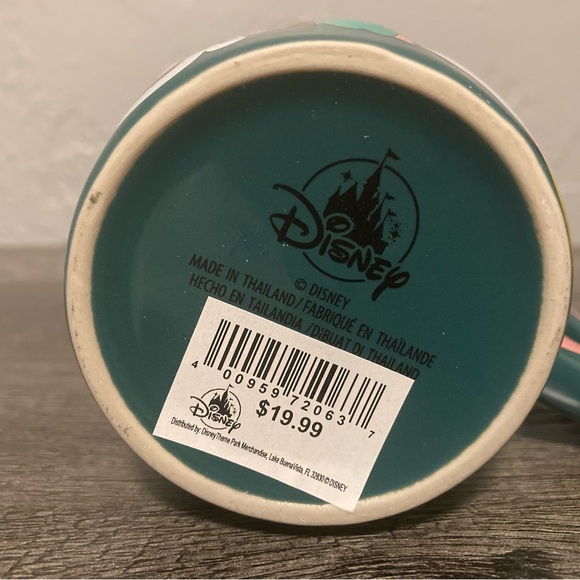 Disney
© DISNEY
MADE IN THAILAND/FABRIQUÉ EN THAÏLANDE
HECHO EN TAILANDIA /DIBUAT DI THAILAND
4 00959 72063 7
Disney
$19.99
Distributed by: Disney Theme Park Merchandise, Lake Buena Vista, FL 32830 © DISNEY